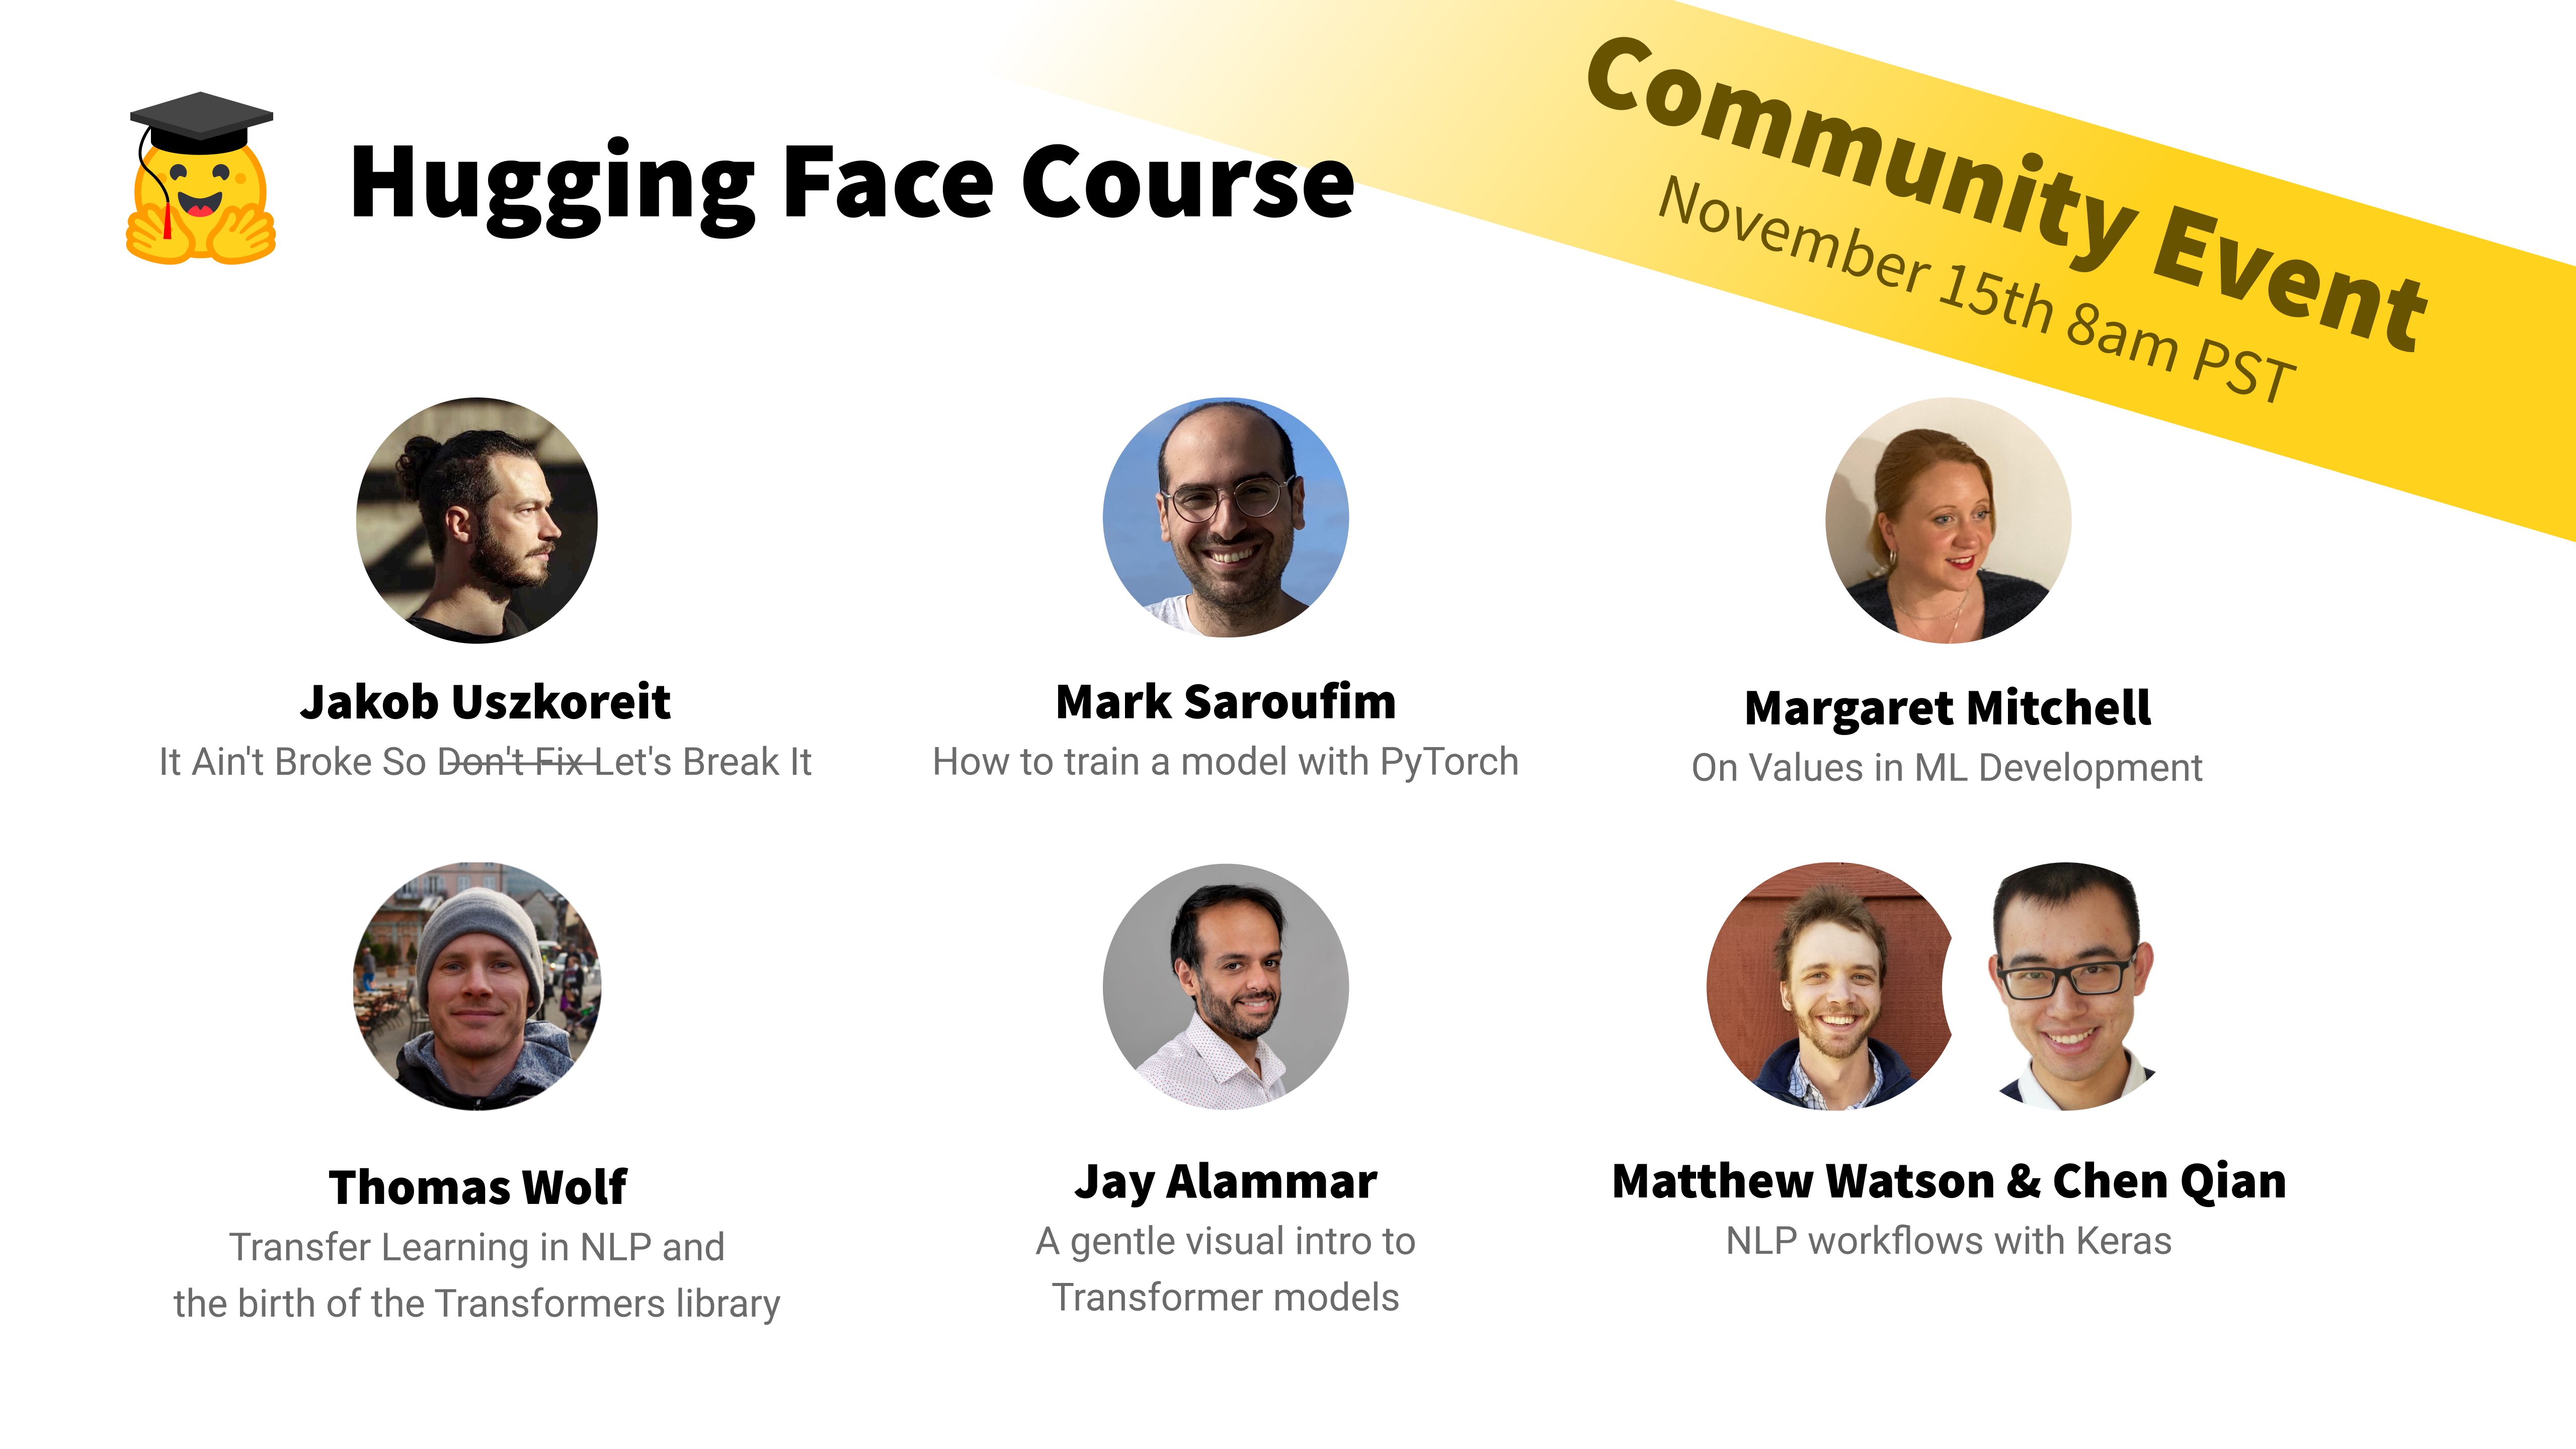 Hugging Face Course
Community Event
November 15th 8am PST
Jakob Uszkoreit
It Ain't Broke So Don't Fix Let's Break It
Mark Saroufim
How to train a model with PyTorch
Margaret Mitchell
On Values in ML Development
Thomas Wolf
Transfer Learning in NLP and
the birth of the Transformers library
Jay Alammar
A gentle visual intro to
Transformer models
Matthew Watson & Chen Qian
NLP workflows with Keras